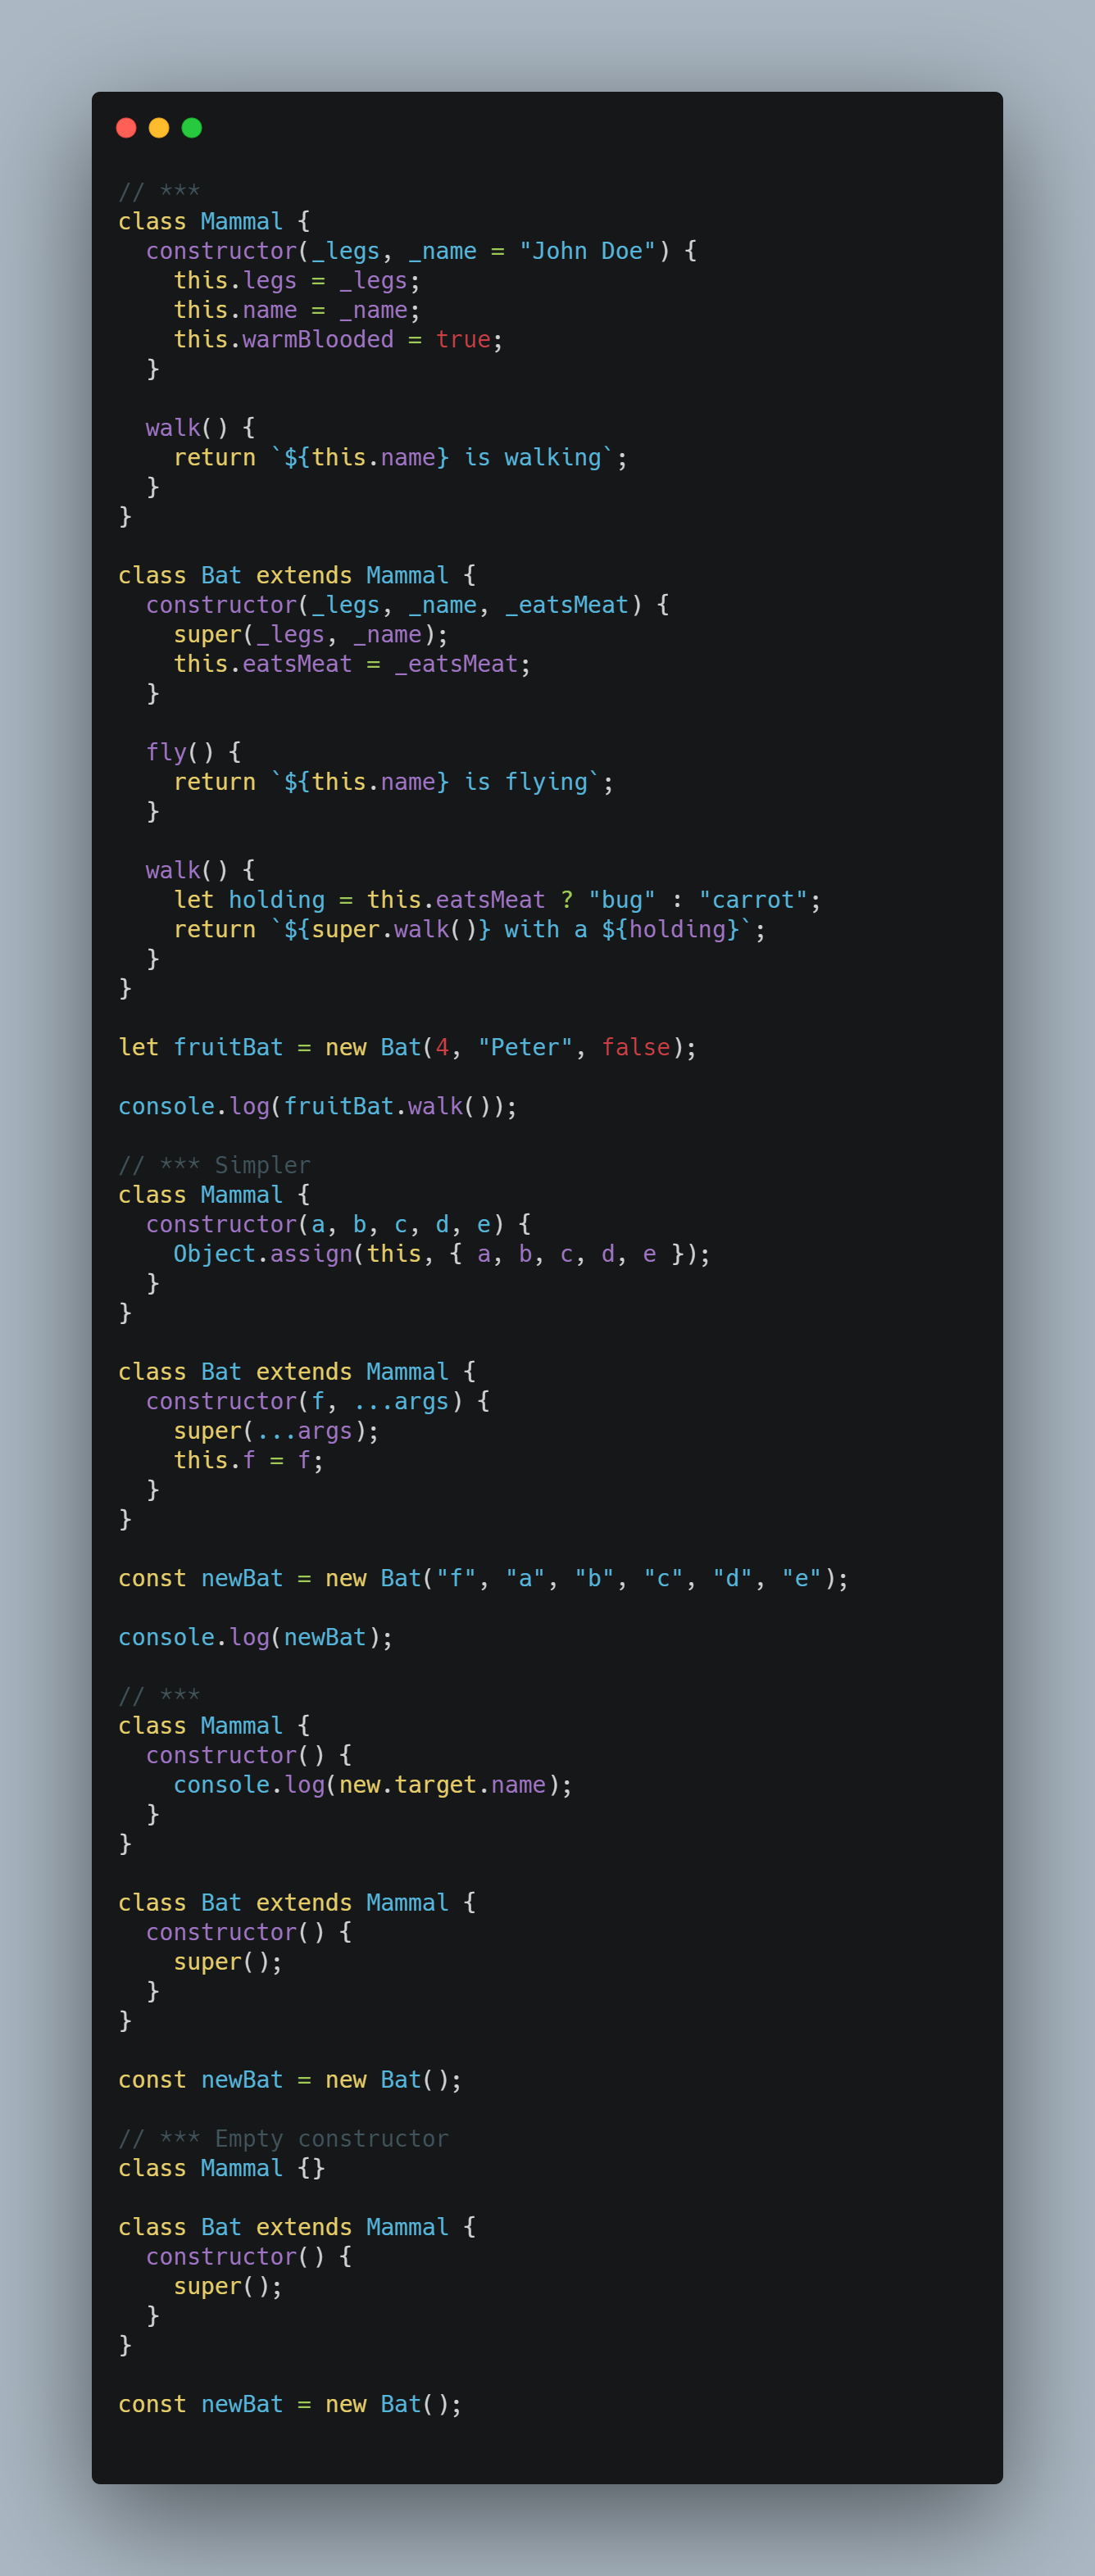 // ***
class Mammal {
  constructor(_legs, _name = "John Doe") {
    this.legs = _legs;
    this.name = _name;
    this.warmBlooded = true;
  }

  walk() {
    return `${this.name} is walking`;
  }
}

class Bat extends Mammal {
  constructor(_legs, _name, _eatsMeat) {
    super(_legs, _name);
    this.eatsMeat = _eatsMeat;
  }

  fly() {
    return `${this.name} is flying`;
  }

  walk() {
    let holding = this.eatsMeat ? "bug" : "carrot";
    return `${super.walk()} with a ${holding}`;
  }
}

let fruitBat = new Bat(4, "Peter", false);

console.log(fruitBat.walk());

// *** Simpler
class Mammal {
  constructor(a, b, c, d, e) {
    Object.assign(this, { a, b, c, d, e });
  }
}

class Bat extends Mammal {
  constructor(f, ...args) {
    super(...args);
    this.f = f;
  }
}

const newBat = new Bat("f", "a", "b", "c", "d", "e");

console.log(newBat);

// ***
class Mammal {
  constructor() {
    console.log(new.target.name);
  }
}

class Bat extends Mammal {
  constructor() {
    super();
  }
}

const newBat = new Bat();

// *** Empty constructor
class Mammal {}

class Bat extends Mammal {
  constructor() {
    super();
  }
}

const newBat = new Bat();